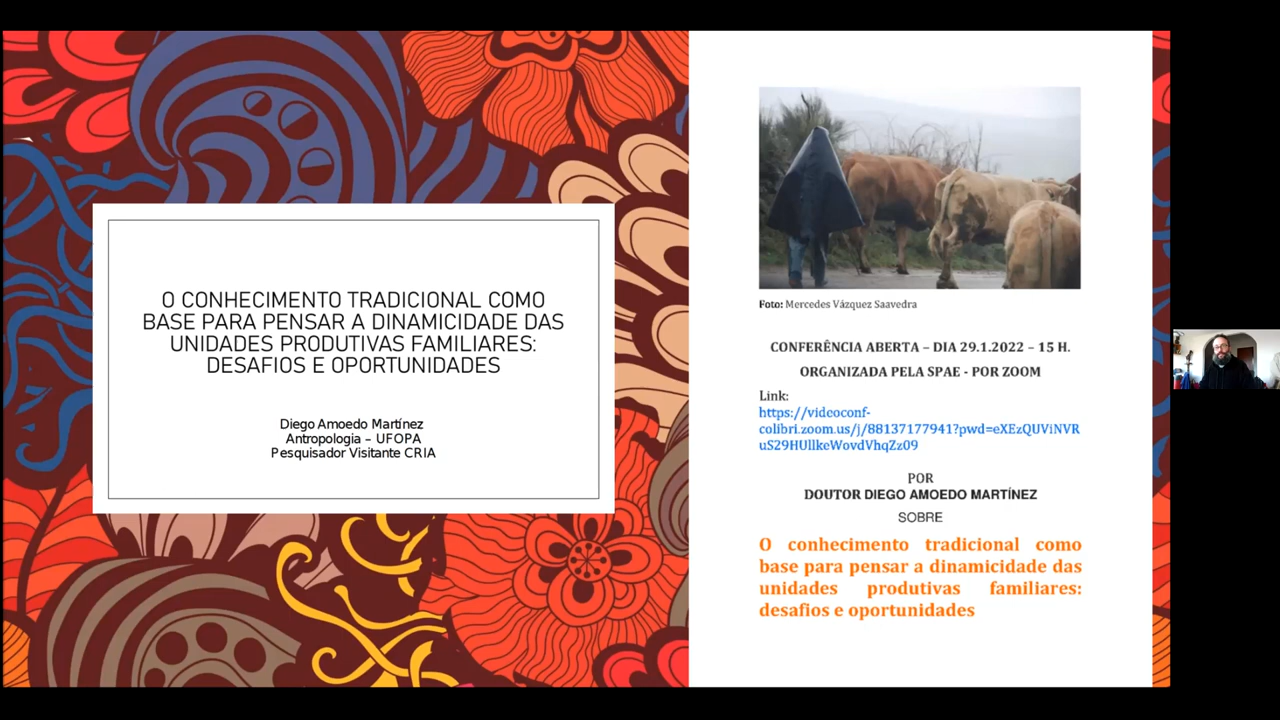 O CONHECIMENTO TRADICIONAL COMO
BASE PARA PENSAR A DINAMICIDADE DAS
UNIDADES PRODUTIVAS FAMILIARES:
DESAFIOS E OPORTUNIDADES
Diego Amoedo Martínez
Antropologia – UFOPA
Pesquisador Visitante CRIA
Foto: Mercedes Vázquez Saavedra
CONFERÊNCIA ABERTA – DIA 29.1.2022 – 15 H.
ORGANIZADA PELA SPAE - POR ZOOM
Link:
https://videoconf-
colibri.zoom.us/j/88137177941?pwd=eXEzQUViNVR
uS29HUllkeWovdVhqZz09
POR
DOUTOR DIEGO AMOEDO MARTÍNEZ
SOBRE
O conhecimento tradicional como
base para pensar a dinamicidade das
unidades produtivas familiares:
desafios e oportunidades